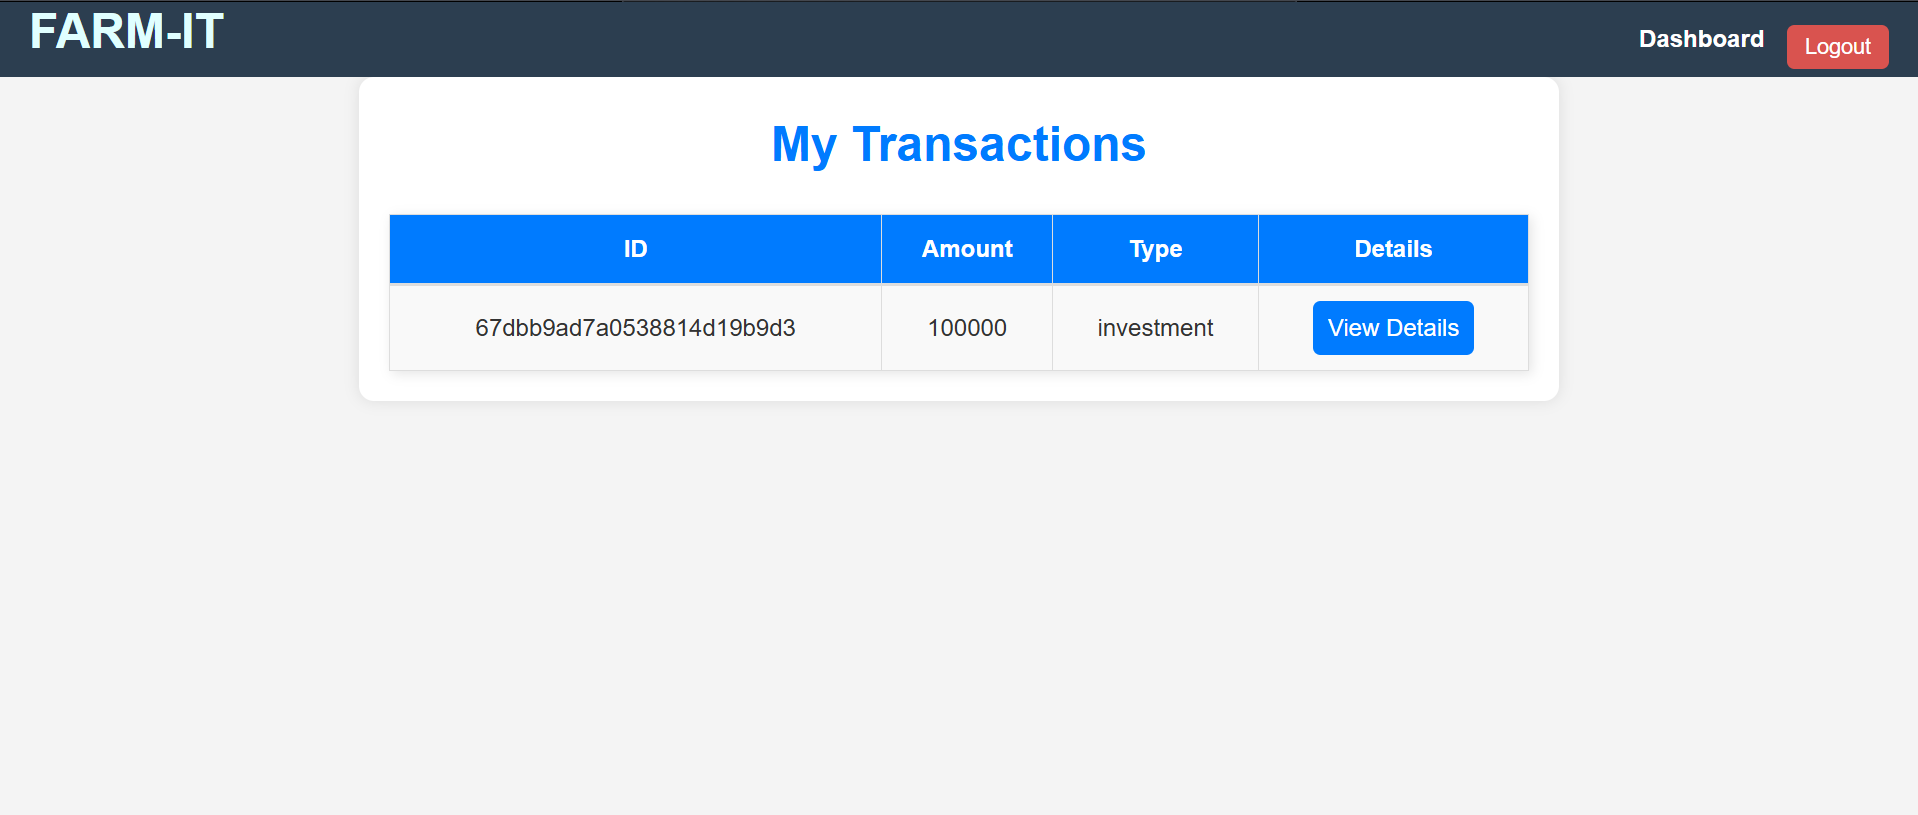 FARM-IT
Dashboard
Logout
My Transactions
ID Amount Type Details
67dbb9ad7a0538814d19b9d3 100000 investment View Details